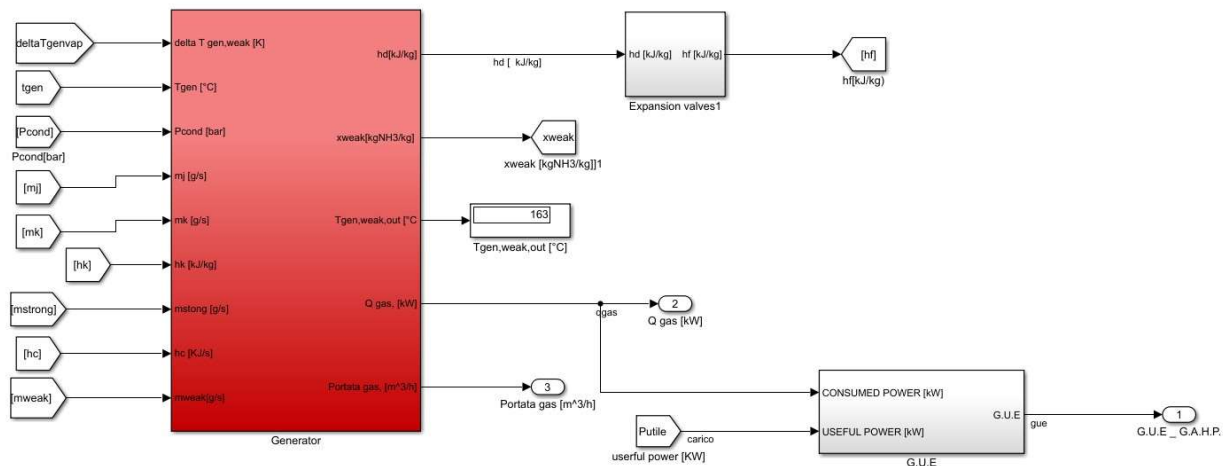 deltaTgenvap
tgen
[Pcond]
Pcond[bar]
[mj]
[mk]
[hk]
[mstrong]
[hc]
[mweak]
delta T gen,weak [K]
Tgen [°C]
Pcond [bar]
mj [g/s]
mk [g/s]
hk [kJ/kg]
mstong [g/s]
hc [KJ/s]
mweak[g/s]
hd[kJ/kg]
xweak[kgNH3/kg]
Tgen,weak,out [°C
Q gas, [kW]
Portata gas, [m^3/h]
Generator
hd [  kJ/kg]
hd [kJ/kg]
hf [kJ/kg]
Expansion valves1
[hf]
hf[kJ/kg)
xweak
xweak [kgNH3/kg]]1
163
Tgen,weak,out [°C]
qgas
2
Q gas [kW]
3
Portata gas [m^3/h]
Putile
userful power [KW]
carico
CONSUMED POWER [kW]
USEFUL POWER [kW]
G.U.E
G.U.E
gue
1
G.U.E _ G.A.H.P.